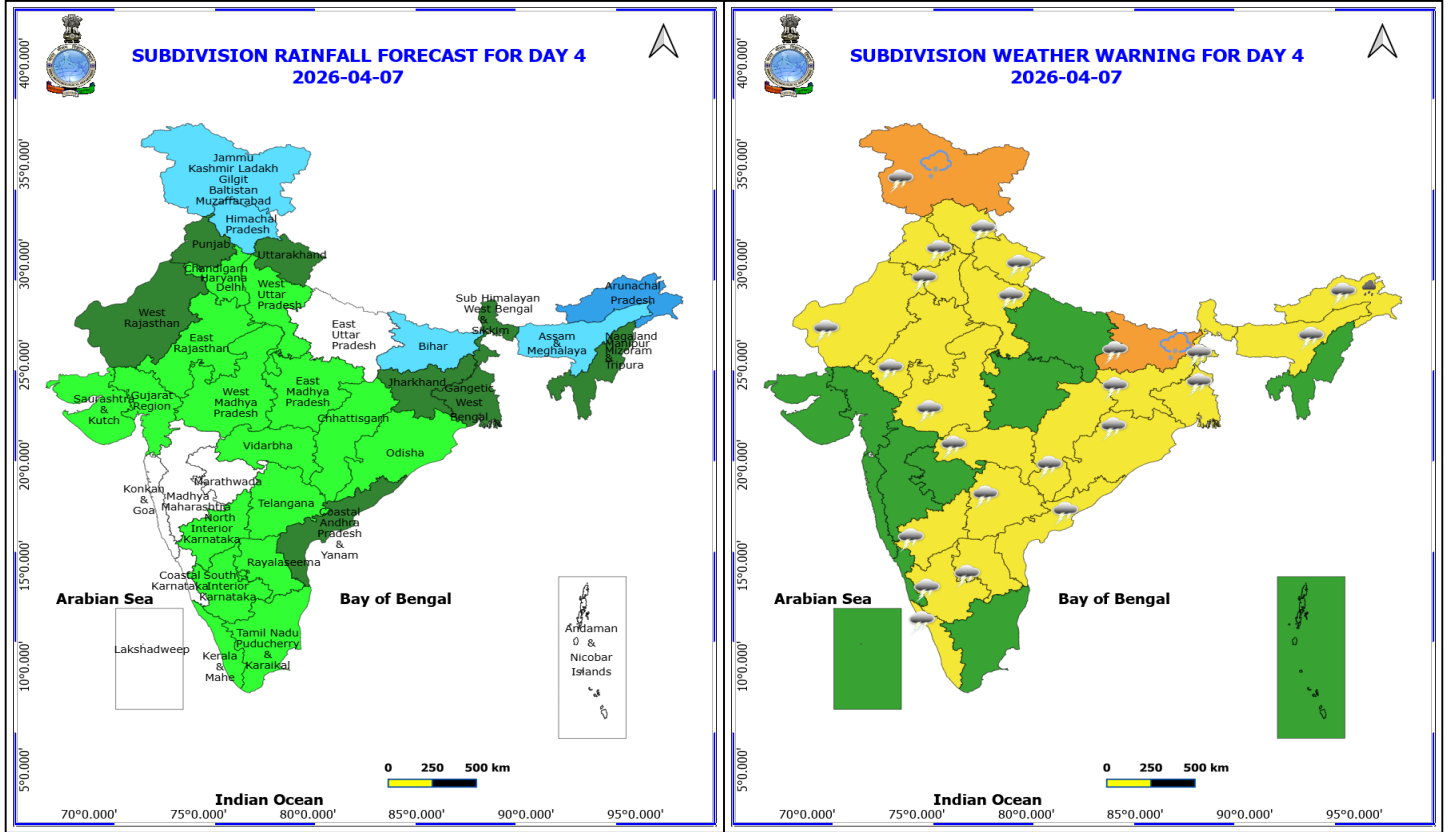 SUBDIVISION RAINFALL FORECAST FOR DAY 4
2026-04-07
40°0.000'
35°0.000'
30°0.000'
25°0.000'
20°0.000'
15°0.000'
10°0.000'
5°0.000'
Jammu
Kashmir Ladakh
Gilgit
Baltistan
Muzaffarabad
Himachal
Pradesh
Punjab
Uttarakhand
Chandigarh
Haryana
Delhi
West
Uttar
Pradesh
West
Rajasthan
East
Rajasthan
East
Uttar
Pradesh
Bihar
Sub Himalayan
West Bengal
&
Sikkim
Arunachal
Pradesh
Assam
&
Meghalaya
Nagaland
Manipur
Mizoram
&
Tripura
Jharkhand
Gangetic
West
Bengal
Saurashtra
&
Kutch
Gujarat
Region
West
Madhya
Pradesh
East
Madhya
Pradesh
Chhattisgarh
Vidarbha
Odisha
Konkan
&
Goa
Madhya
Maharashtra
Marathwada
Telangana
North
Interior
Karnataka
Coastal
Andhra
Pradesh
&
Yanam
Rayalaseema
Coastal
Karnataka
South
Interior
Karnataka
Tamil Nadu
Puducherry
&
Karaikal
Kerala
&
Mahe
Arabian Sea
Bay of Bengal
Lakshadweep
Andaman
&
Nicobar
Islands
0 250 500 km
Indian Ocean
70°0.000' 75°0.000' 80°0.000' 85°0.000' 90°0.000' 95°0.000'
SUBDIVISION WEATHER WARNING FOR DAY 4
2026-04-07
40°0.000'
35°0.000'
30°0.000'
25°0.000'
20°0.000'
15°0.000'
10°0.000'
5°0.000'
Arabian Sea
Bay of Bengal
0 250 500 km
Indian Ocean
70°0.000' 75°0.000' 80°0.000' 85°0.000' 90°0.000' 95°0.000'